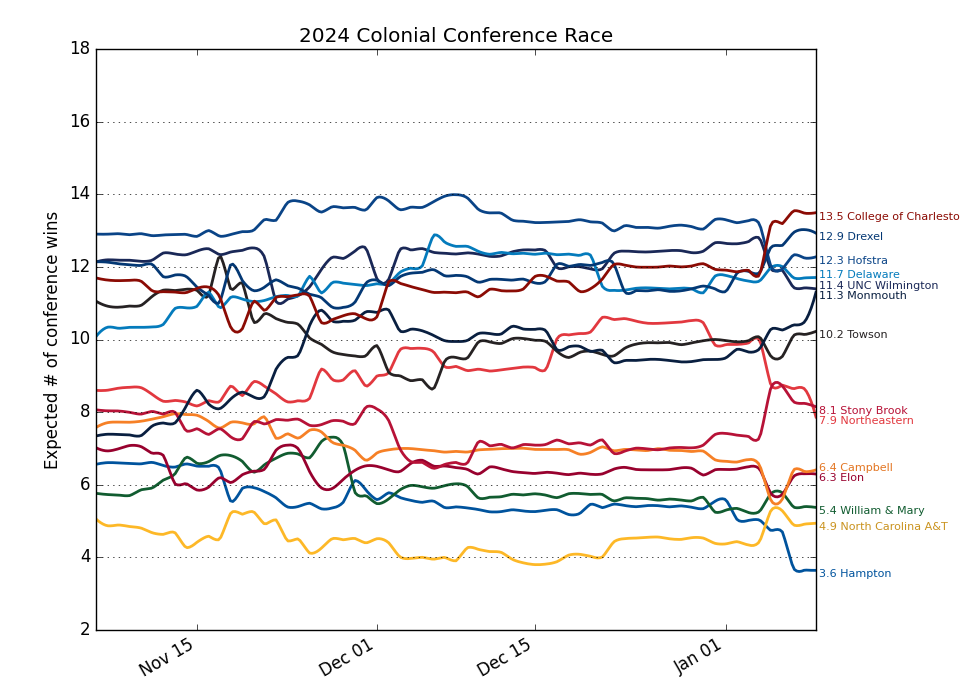 2024 Colonial Conference Race
Expected # of conference wins
18
16
14
12
10
8
6
4
2
Nov 15
Dec 01
Dec 15
Jan 01
13.5 College of Charlesto
12.9 Drexel
12.3 Hofstra
11.7 Delaware
11.4 UNC Wilmington
11.3 Monmouth
10.2 Towson
8.1 Stony Brook
7.9 Northeastern
6.4 Campbell
6.3 Elon
5.4 William & Mary
4.9 North Carolina A&T
3.6 Hampton